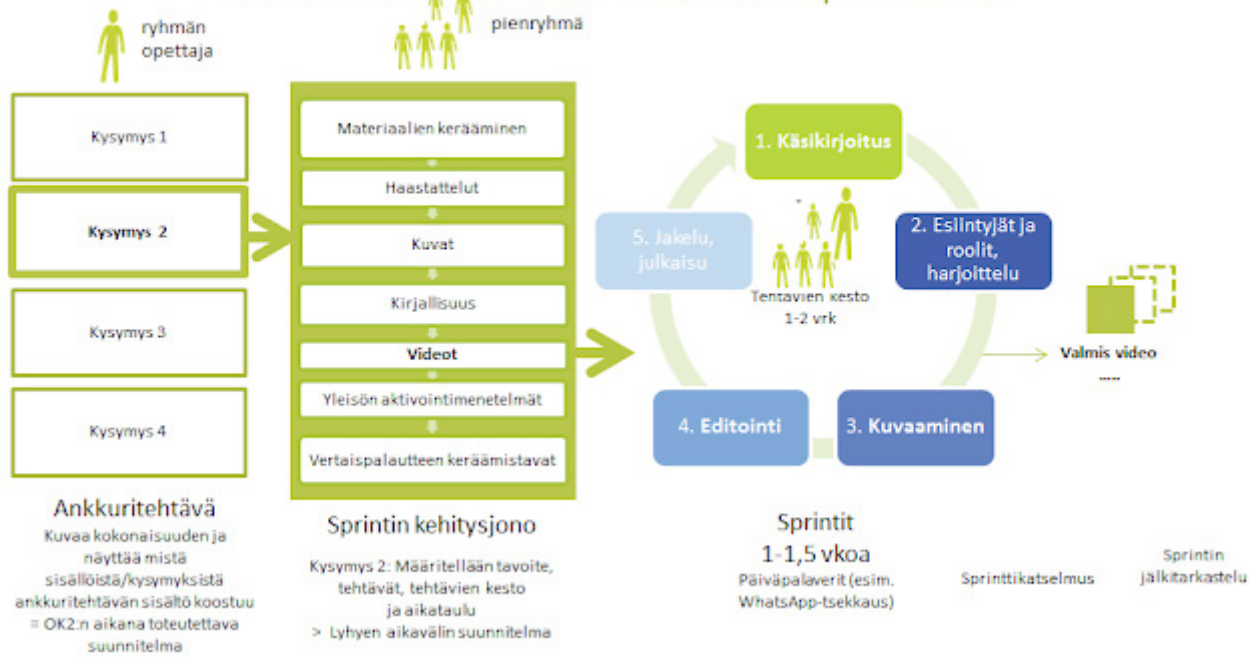 ryhmän
opettaja
pienryhmä
Kysymys 1
Kysymys 2
Kysymys 3
Kysymys 4
Ankkuritehtävä
Kuvaa kokonaisuuden ja
näyttää mistä
sisällöistä/kysymyksistä
ankkuritehtävän sisältö koostuu
= OK2:n aikana toteutettava
suunnitelma
Materiaalien kerääminen
Haastattelut
Kuvat
Kirjallisuus
Videot
Yleisön aktivointimenetelmät
Vertaispalautteen keräämistavat
Sprintin kehitysjono
Kysymys 2: Määritellään tavoite,
tehtävät, tehtävien kesto
ja aikataulu
> Lyhyen aikavälin suunnitelma
1. Käsikirjoitus
2. Esiintyjät ja
roolit,
harjoittelu
3. Kuvaaminen
4. Editointi
5. Jakelu,
julkaisu
Tentavien kesto
1-2 vrk
Valmis video
.....
Sprintit
1-1,5 vkoa
Päiväpalaverit (esim.
WhatsApp-tsekkaus)
Sprinttikatselmus
Sprintin
jälkitarkastelu